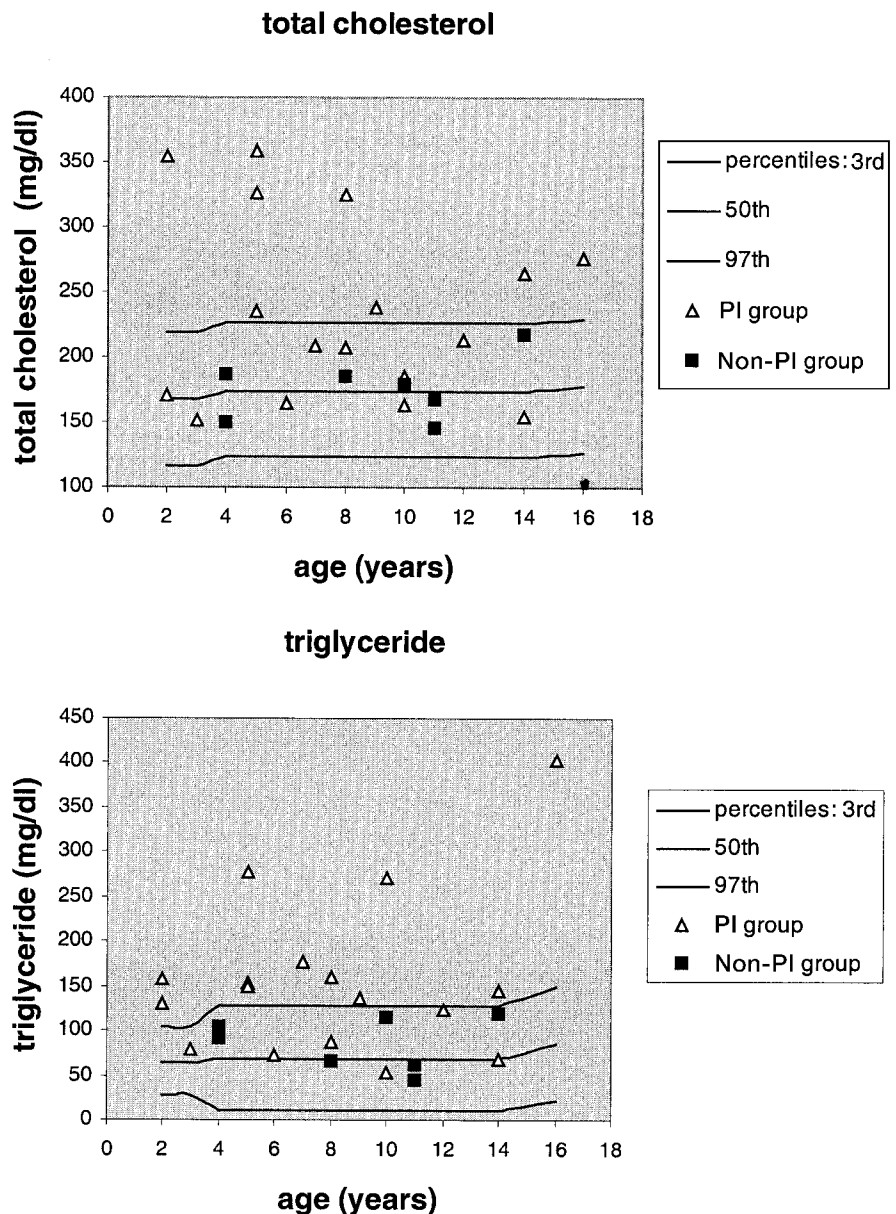 total cholesterol
400
350
300
250
200
150
100
0 2 4 6 8 10 12 14 16 18
total cholesterol (mg/dl)
age (years)
percentiles: 3rd
50th
97th
PI group
Non-PI group
triglyceride
450
400
350
300
250
200
150
100
50
0
0 2 4 6 8 10 12 14 16 18
triglyceride (mg/dl)
age (years)
percentiles: 3rd
50th
97th
PI group
Non-PI group